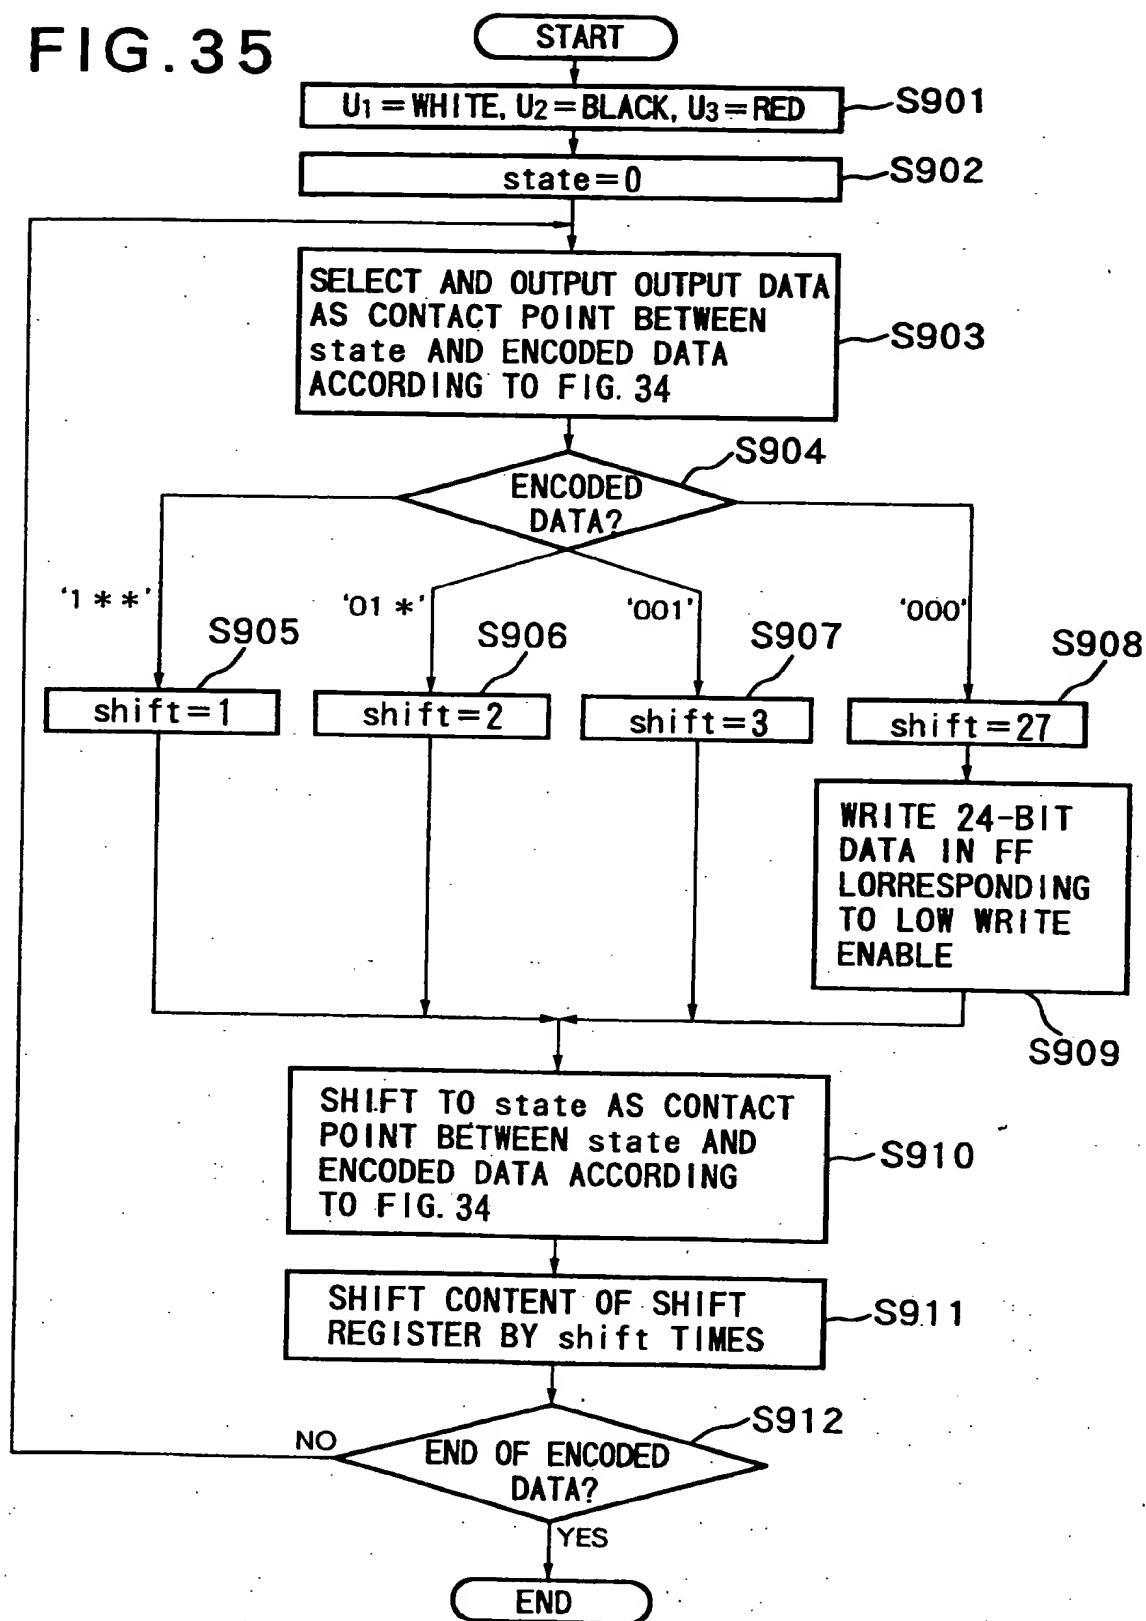 FIG.35
START
U1=WHITE, U2=BLACK, U3=RED
S901
state=0
S902
SELECT AND OUTPUT OUTPUT DATA
AS CONTACT POINT BETWEEN
state AND ENCODED DATA
ACCORDING TO FIG.34
S903
S904
ENCODED
DATA?
'1**'
'01*'
'001'
'000'
S905
S906
S907
S908
shift=1
shift=2
shift=3
shift=27
WRITE 24-BIT
DATA IN FF
LORRESPONDING
TO LOW WRITE
ENABLE
S909
SHIFT TO state AS CONTACT
POINT BETWEEN state AND
ENCODED DATA ACCORDING
TO FIG.34
S910
SHIFT CONTENT OF SHIFT
REGISTER BY shift TIMES
S911
S912
NO
END OF ENCODED
DATA?
YES
END